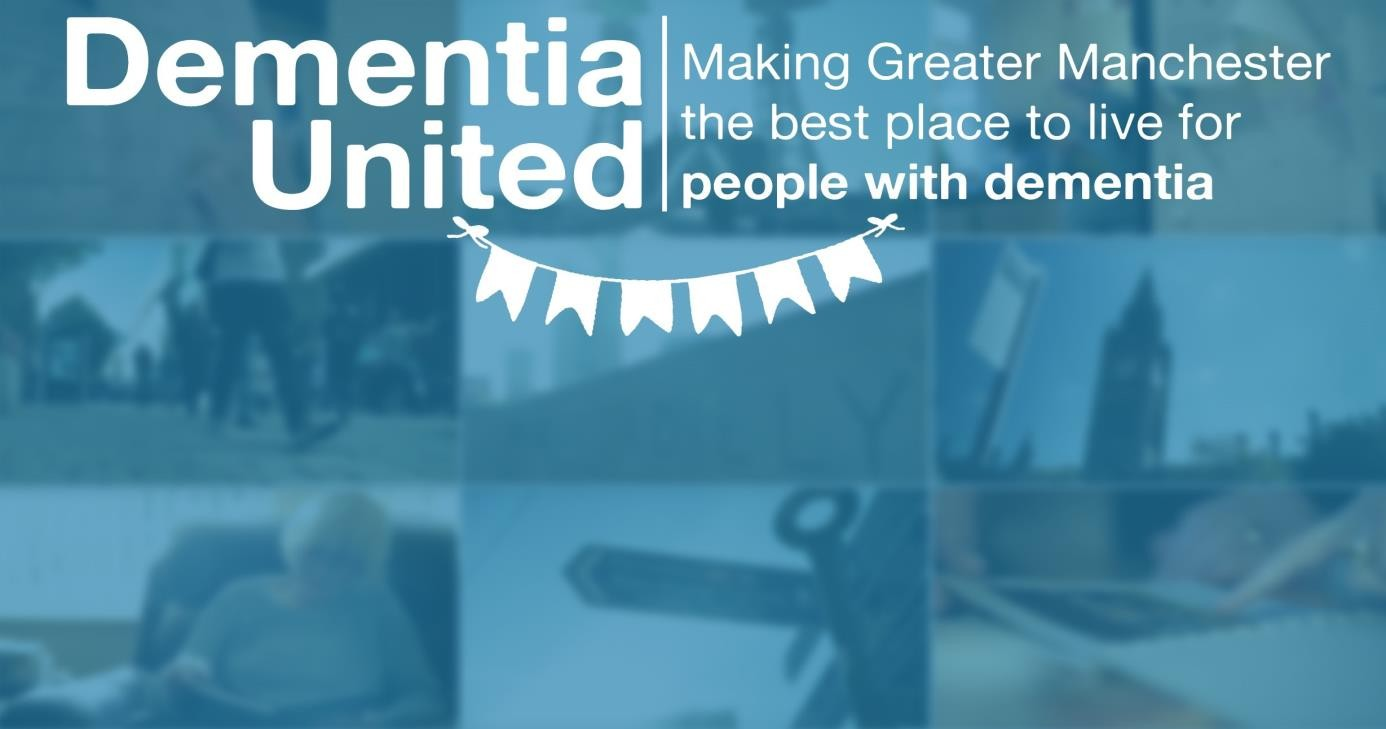 Dementia
United
Making Greater Manchester
the best place to live for
people with dementia